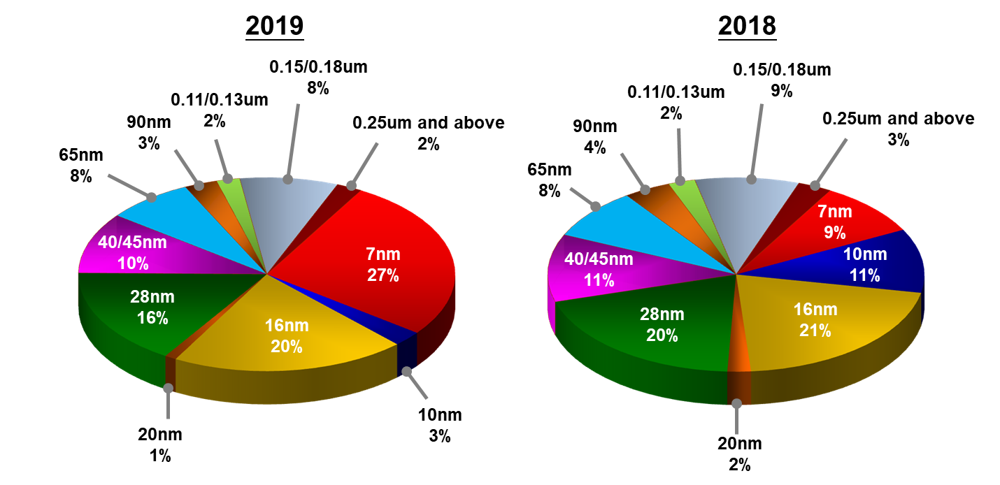 2019
0.15/0.18um
8%
0.11/0.13um
2%
0.25um and above
2%
90nm
3%
65nm
8%
40/45nm
10%
7nm
27%
28nm
16%
16nm
20%
10nm
3%
20nm
1%
2018
0.15/0.18um
9%
0.11/0.13um
2%
0.25um and above
3%
90nm
4%
65nm
8%
7nm
9%
10nm
11%
40/45nm
11%
16nm
21%
28nm
20%
20nm
2%